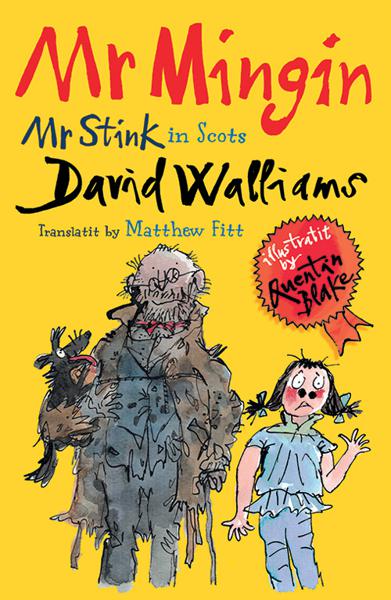 Mr Mingin
Mr Stink in Scots
David Walliams
Translatit by Matthew Fitt
illustratit
by
Quentin
Blake